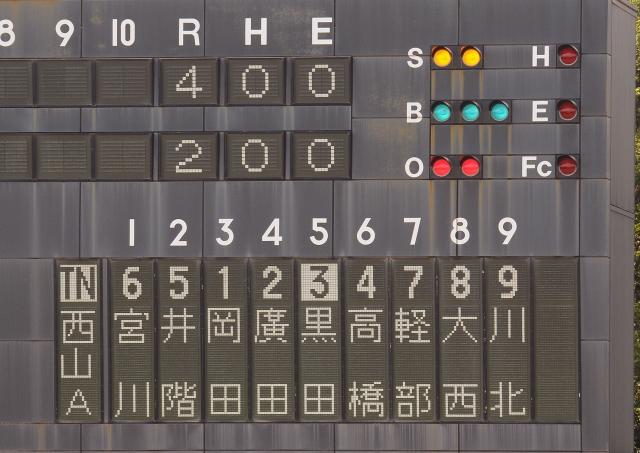 8 9 10 R H E
4 0 0
2 0 0
S H
B E
O Fc
1 2 3 4 5 6 7 8 9
IN 6 5 1 2 3 4 7 8 9
西山A
宮川
井階
岡田
廣田
黒田
高橋
軽部
大西
川北